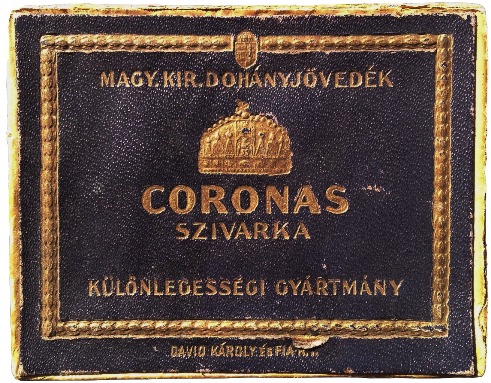 MAGY.KIR.DOHÁNYJÖVEDÉK
CORONAS
SZIVARKA
KÜLÖNLEGESSÉGI GYÁRTMÁNY
DAVID KÁROLY ÉS FIA